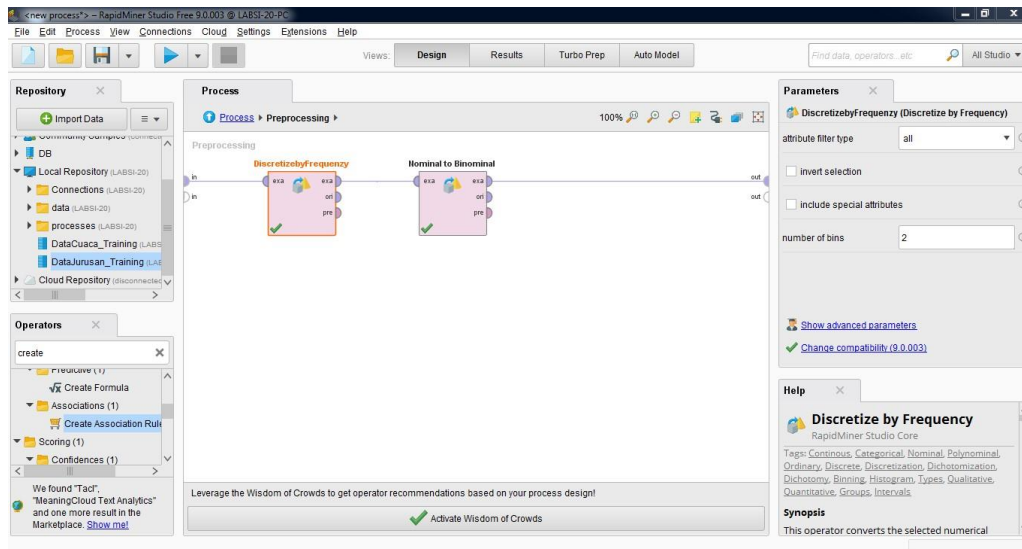 <new process*> – RapidMiner Studio Free 9.0.003 @ LABSI-20-PC
File Edit Process View Connections Cloud Settings Extensions Help
Views: Design Results Turbo Prep Auto Model
Find data, operators...etc
All Studio
Repository
Import Data
Community Samples
DB
Local Repository (LABSI-20)
Connections (LABSI-20)
data (LABSI-20)
processes (LABSI-20)
DataCuaca_Training (LABS
DataJurusan_Training (LAB
Cloud Repository (disconnected
Operators
create
Predictive (1)
Create Formula
Associations (1)
Create Association Rule
Scoring (1)
Confidences (1)
We found "Tacl",
"MeaningCloud Text Analytics"
and one more result in the
Marketplace. Show me!
Process
Process Preprocessing
100%
Preprocessing
DiscretizebyFrequenzy
Nominal to Binominal
in exa exa exa exa out
in ori ori out
pre pre
Leverage the Wisdom of Crowds to get operator recommendations based on your process design!
Activate Wisdom of Crowds
Parameters
DiscretizebyFrequenzy (Discretize by Frequency)
attribute filter type all
invert selection
include special attributes
number of bins 2
Show advanced parameters
Change compatibility (9.0.003)
Help
Discretize by Frequency
RapidMiner Studio Core
Tags: Continous, Categorical, Nominal, Polynominal,
Ordinary, Discrete, Discretization, Dichotomization,
Dichotomy, Binning, Histogram, Types, Qualitative,
Quantitative, Groups, Intervals
Synopsis
This operator converts the selected numerical